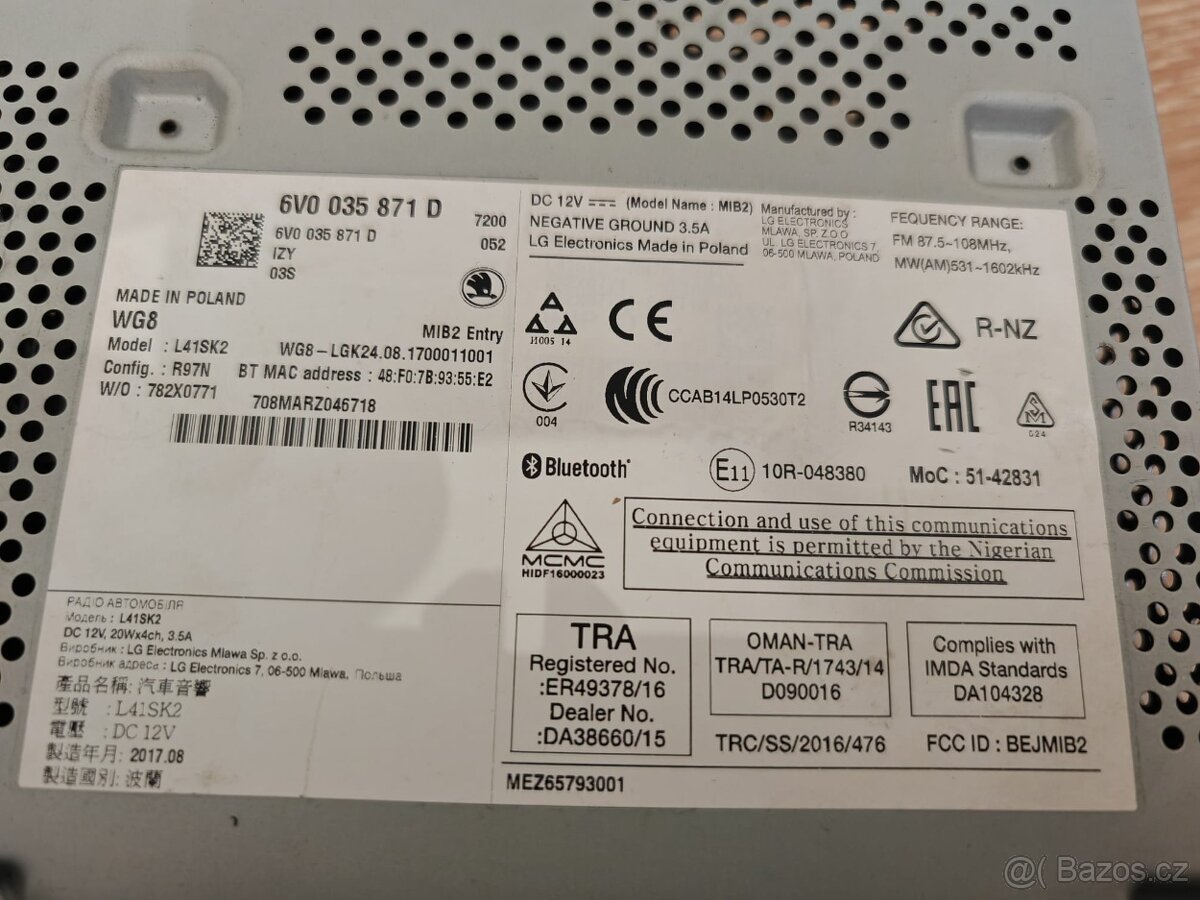 6V0 035 871 D
6V0 035 871 D
IZY
03S
7200
052
MADE IN POLAND
WG8
MIB2 Entry
Model : L41SK2
WG8-LGK24.08.1700011001
Config. : R97N
BT MAC address : 48:F0:7B:93:55:E2
W/O : 782X0771
708MARZ046718
РАДІО АВТОМОБІЛЯ
Модель : L41SK2
DC 12V, 20Wx4ch, 3.5A
Виробник : LG Electronics Mlawa Sp. z o.o.
Виробник адреса : LG Electronics 7, 06-500 Mlawa, Польша
產品名稱: 汽車音響
型號 : L41SK2
電壓 : DC 12V
製造年月: 2017.08
製造國別: 波蘭
DC 12V (Model Name : MIB2)
NEGATIVE GROUND 3.5A
LG Electronics Made in Poland
Manufactured by :
LG ELECTRONICS
MLAWA, SP. Z.O.O
UL. LG ELECTRONICS 7,
06-500 MLAWA, POLAND
FEQUENCY RANGE:
FM 87.5~108MHz,
MW(AM)531~1602kHz
J1005 14
CE
R-NZ
004
CCAB14LP0530T2
R34143
EAC
024
Bluetooth
E11 10R-048380
MoC : 51-42831
MCMC
HIDF16000023
Connection and use of this communications
equipment is permitted by the Nigerian
Communications Commission
TRA
Registered No.
:ER49378/16
Dealer No.
:DA38660/15
OMAN-TRA
TRA/TA-R/1743/14
D090016
Complies with
IMDA Standards
DA104328
TRC/SS/2016/476
FCC ID : BEJMIB2
MEZ65793001
@( Bazos.cz